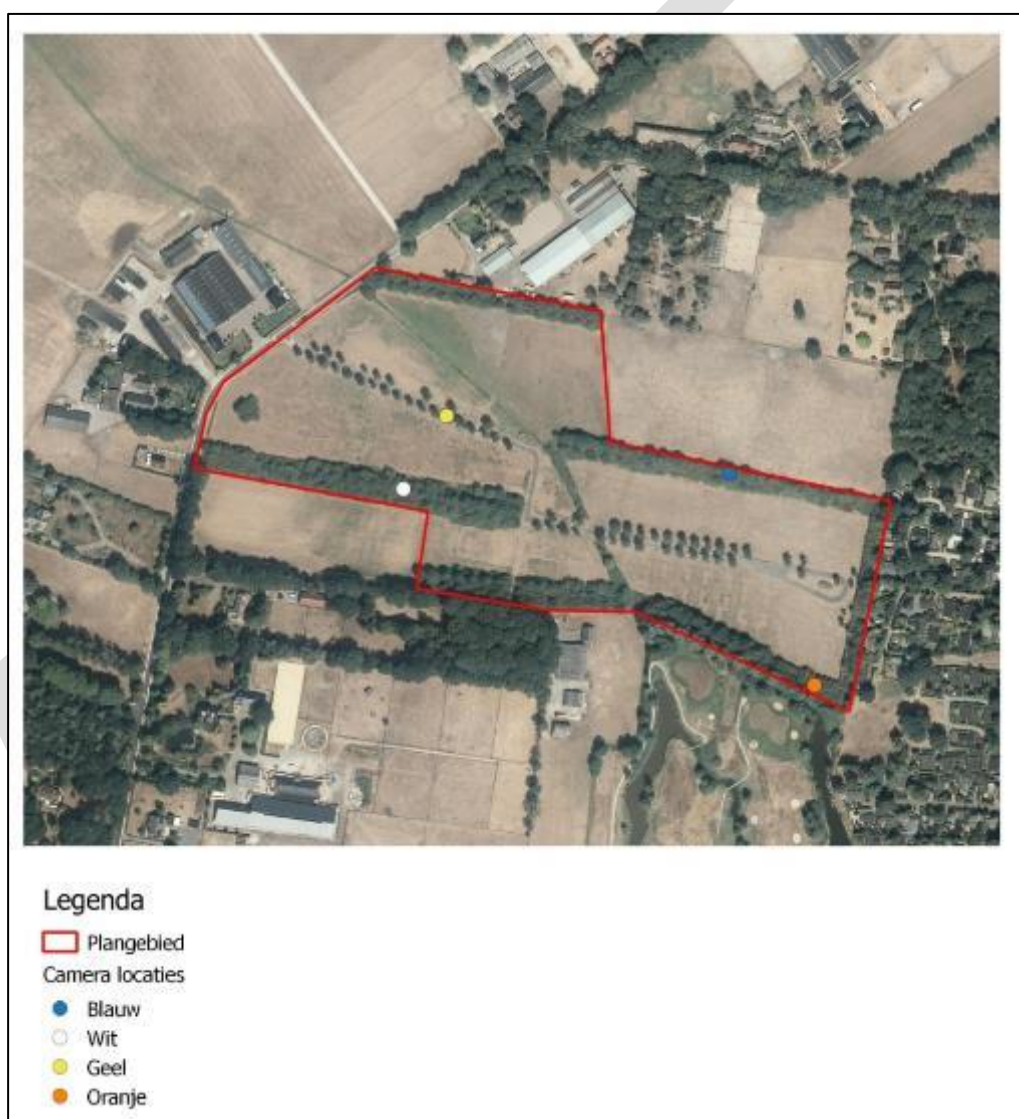 Legenda
Plangebied
Camera locaties
Blauw
Wit
Geel
Oranje